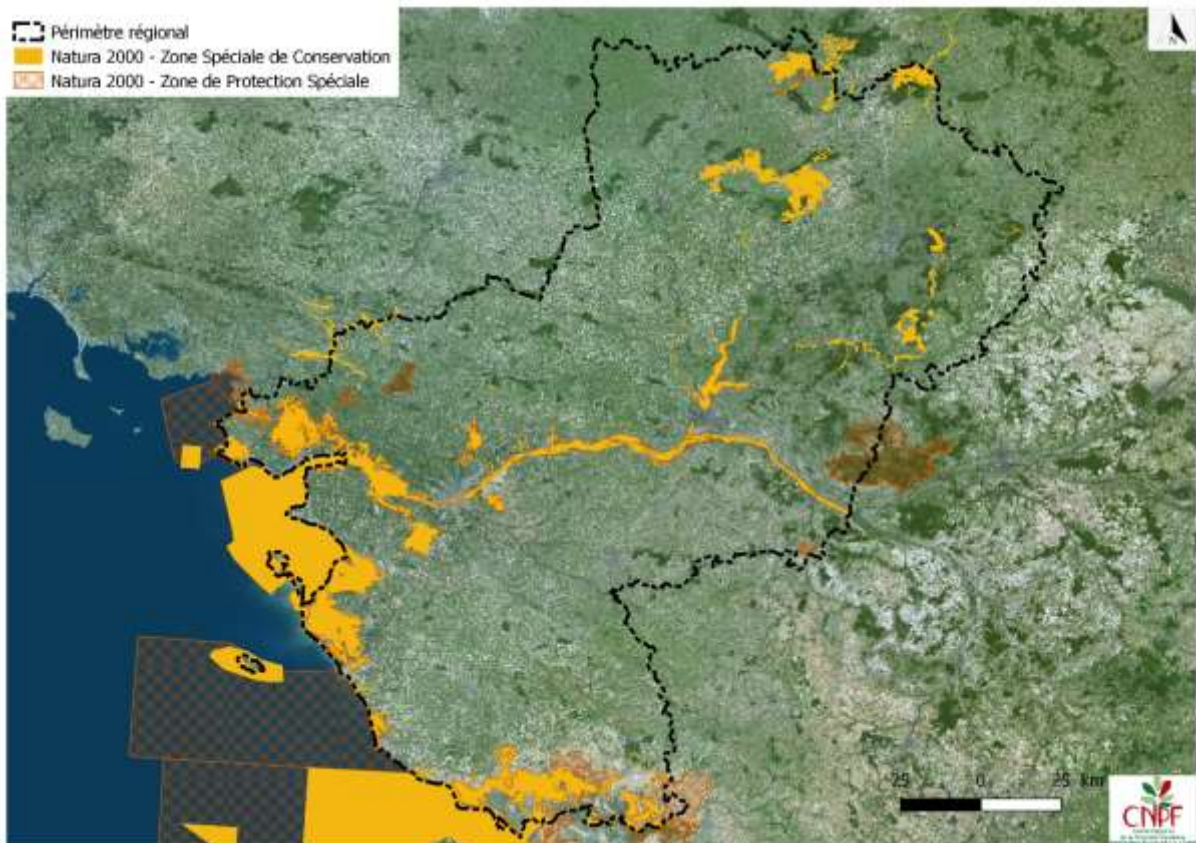 Périmètre régional
Natura 2000 - Zone Spéciale de Conservation
Natura 2000 - Zone de Protection Spéciale
N
25 0 25 km
CNPF